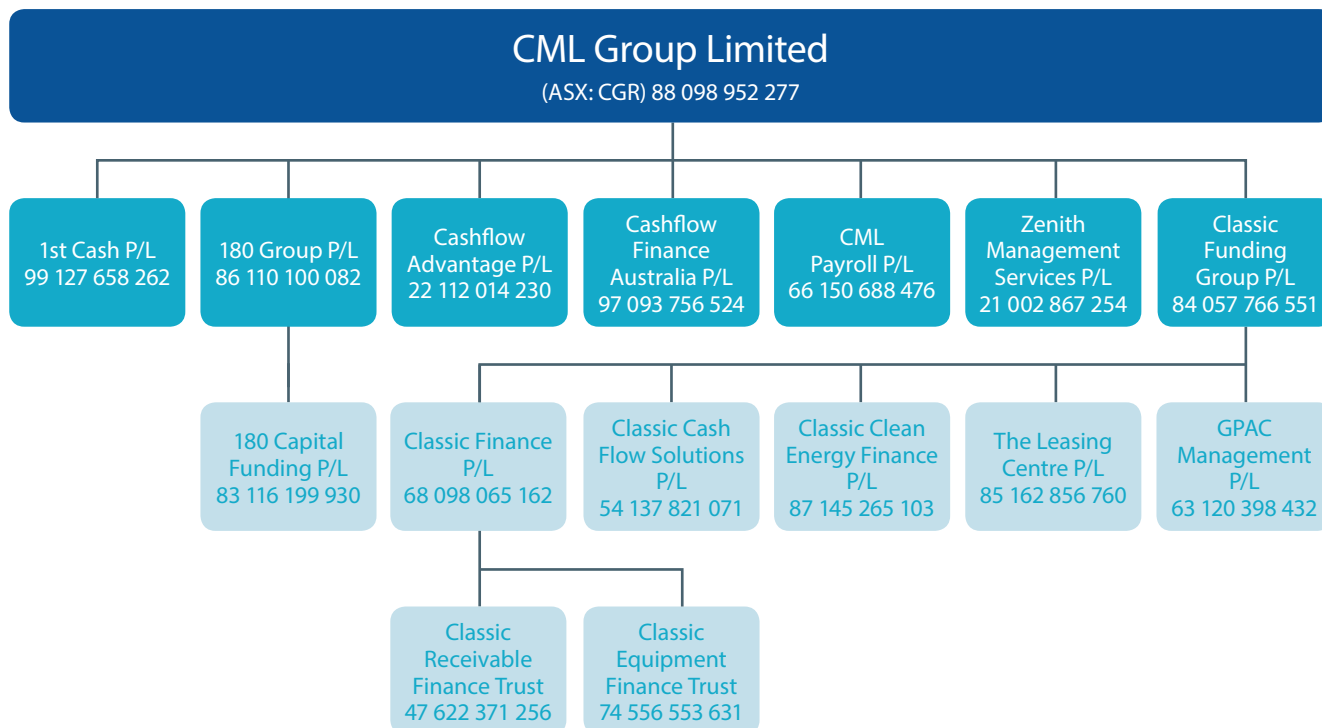 CML Group Limited
(ASX: CGR) 88 098 952 277
1st Cash P/L
99 127 658 262
180 Group P/L
86 110 100 082
Cashflow
Advantage P/L
22 112 014 230
Cashflow
Finance
Australia P/L
97 093 756 524
CML
Payroll P/L
66 150 688 476
Zenith
Management
Services P/L
21 002 867 254
Classic
Funding
Group P/L
84 057 766 551
180 Capital
Funding P/L
83 116 199 930
Classic Finance
P/L
68 098 065 162
Classic Cash
Flow Solutions
P/L
54 137 821 071
Classic Clean
Energy Finance
P/L
87 145 265 103
The Leasing
Centre P/L
85 162 856 760
GPAC
Management
P/L
63 120 398 432
Classic
Receivable
Finance Trust
47 622 371 256
Classic
Equipment
Finance Trust
74 556 553 631